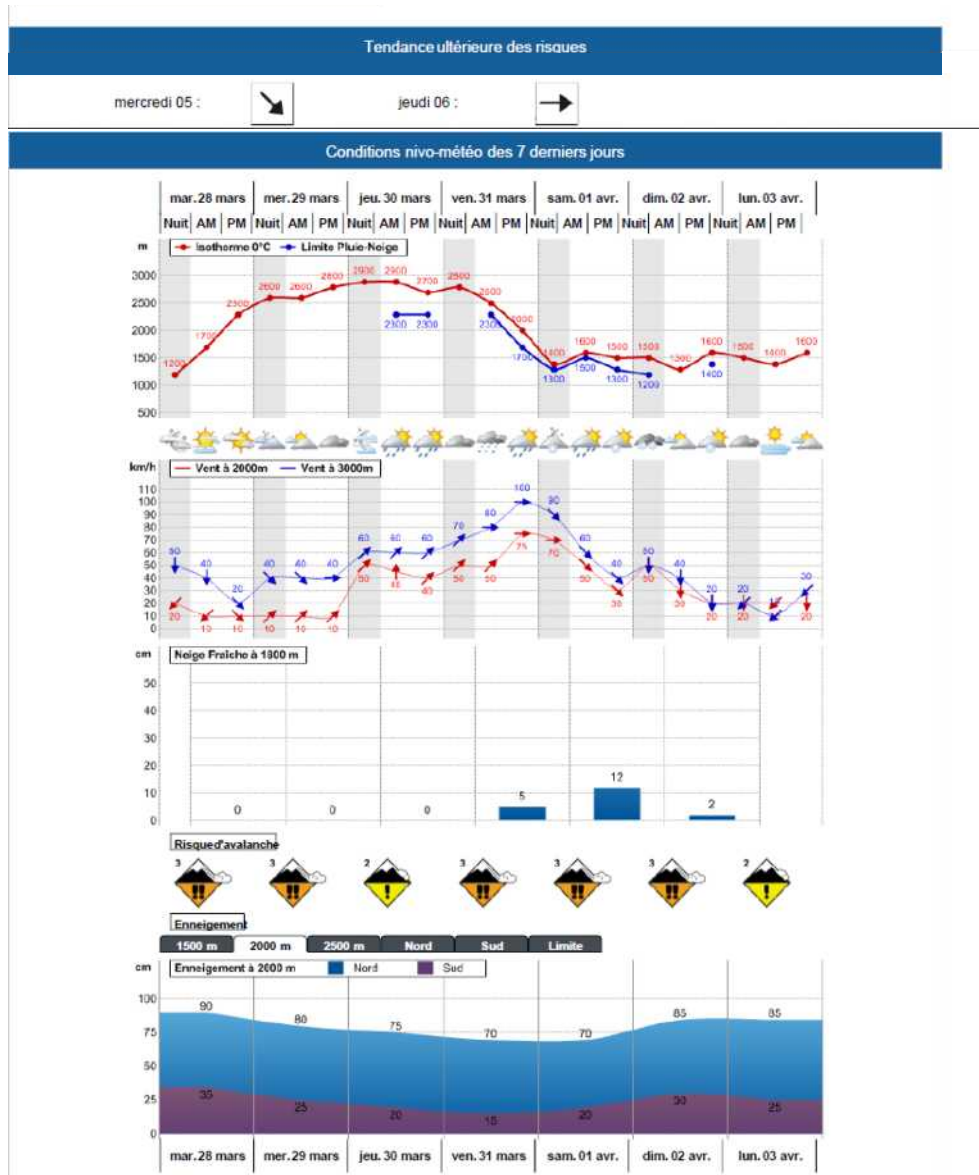 Tendance ultérieure des risques
mercredi 05 : jeudi 06 :
Conditions nivo-météo des 7 derniers jours
mar. 28 mars mer. 29 mars jeu. 30 mars ven. 31 mars sam. 01 avr. dim. 02 avr. lun. 03 avr.
Nuit AM PM Nuit AM PM Nuit AM PM Nuit AM PM Nuit AM PM Nuit AM PM Nuit AM PM
m Isotherme 0°C Limite Pluie-Neige
3000
2500
2000
1500
1000
500
1200 1700 2300 2600 2600 2800 2900 2900 2700 2500 2000 1600 1500 1500 1300 1600 1500 1400 1600
2300 2300 2300 1700 1300 1500 1300 1200 1400
km/h Vent à 2000m Vent à 3000m
110
100
90
80
70
60
50
40
30
20
10
0
50 40 20 40 40 40 60 60 60 70 80 100 90 60 40 50 40 20 20 30
20 10 10 10 10 10 50 40 50 50 75 70 50 30 50 30 20 20 20
cm Neige Fraîche à 1800 m
50
40
30
20
10
0
0 0 0 5 12 2
Risque d'avalanche
3 3 2 3 3 3 2
Enneigement
1500 m 2000 m 2500 m Nord Sud Limite
cm Enneigement à 2000 m Nord Sud
100
75
50
25
0
90 80 75 70 70 85 85
35 25 20 15 20 30 25
mar. 28 mars mer. 29 mars jeu. 30 mars ven. 31 mars sam. 01 avr. dim. 02 avr. lun. 03 avr.